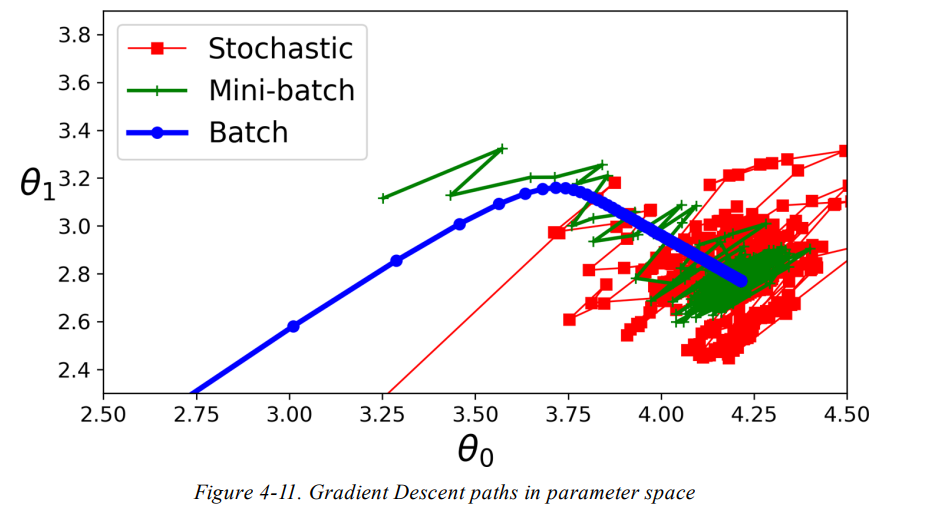 3.8
3.6
3.4
3.2
3.0
2.8
2.6
2.4
θ1
Stochastic
Mini-batch
Batch
2.50 2.75 3.00 3.25 3.50 3.75 4.00 4.25 4.50
θ0
Figure 4-11. Gradient Descent paths in parameter space